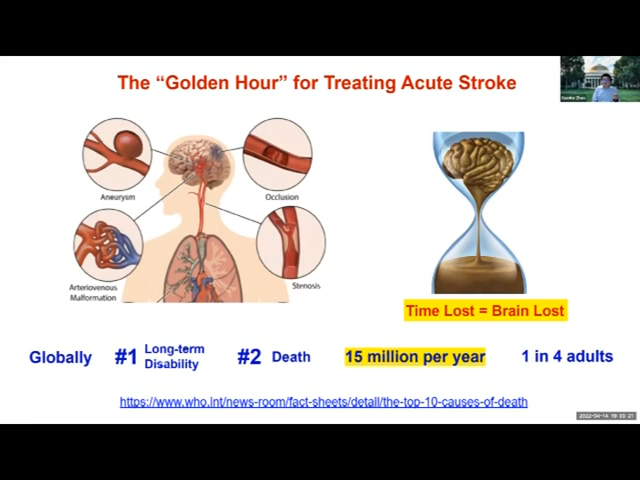 The “Golden Hour” for Treating Acute Stroke
Aneurysm
Occlusion
Arteriovenous
Malformation
Stenosis
Time Lost = Brain Lost
Globally
#1 Long-term
Disability
#2 Death
15 million per year
1 in 4 adults
https://www.who.int/news-room/fact-sheets/detail/the-top-10-causes-of-death